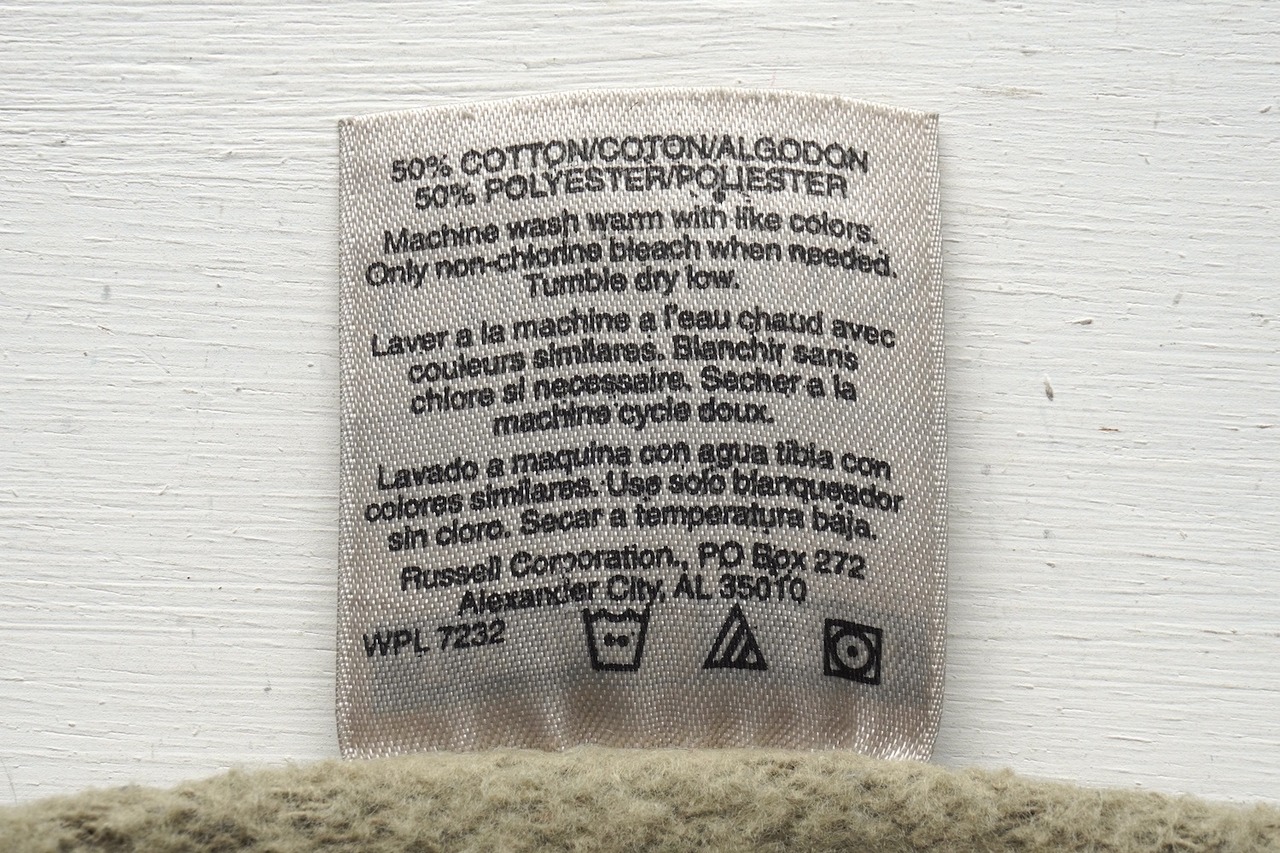 50% COTTON/COTON/ALGODON
50% POLYESTER/POLIESTER
Machine wash warm with like colors.
Only non-chlorine bleach when needed.
Tumble dry low.
Laver a la machine a l'eau chaud avec
couleurs similares. Blanchir sans
chlore si necessaire. Secher a la
machine cycle doux.
Lavado a maquina con agua tibia con
colores similares. Use solo blanqueador
sin cloro. Secar a temperatura baja.
Russell Corporation., PO Box 272
Alexander City, AL 35010
WPL 7232